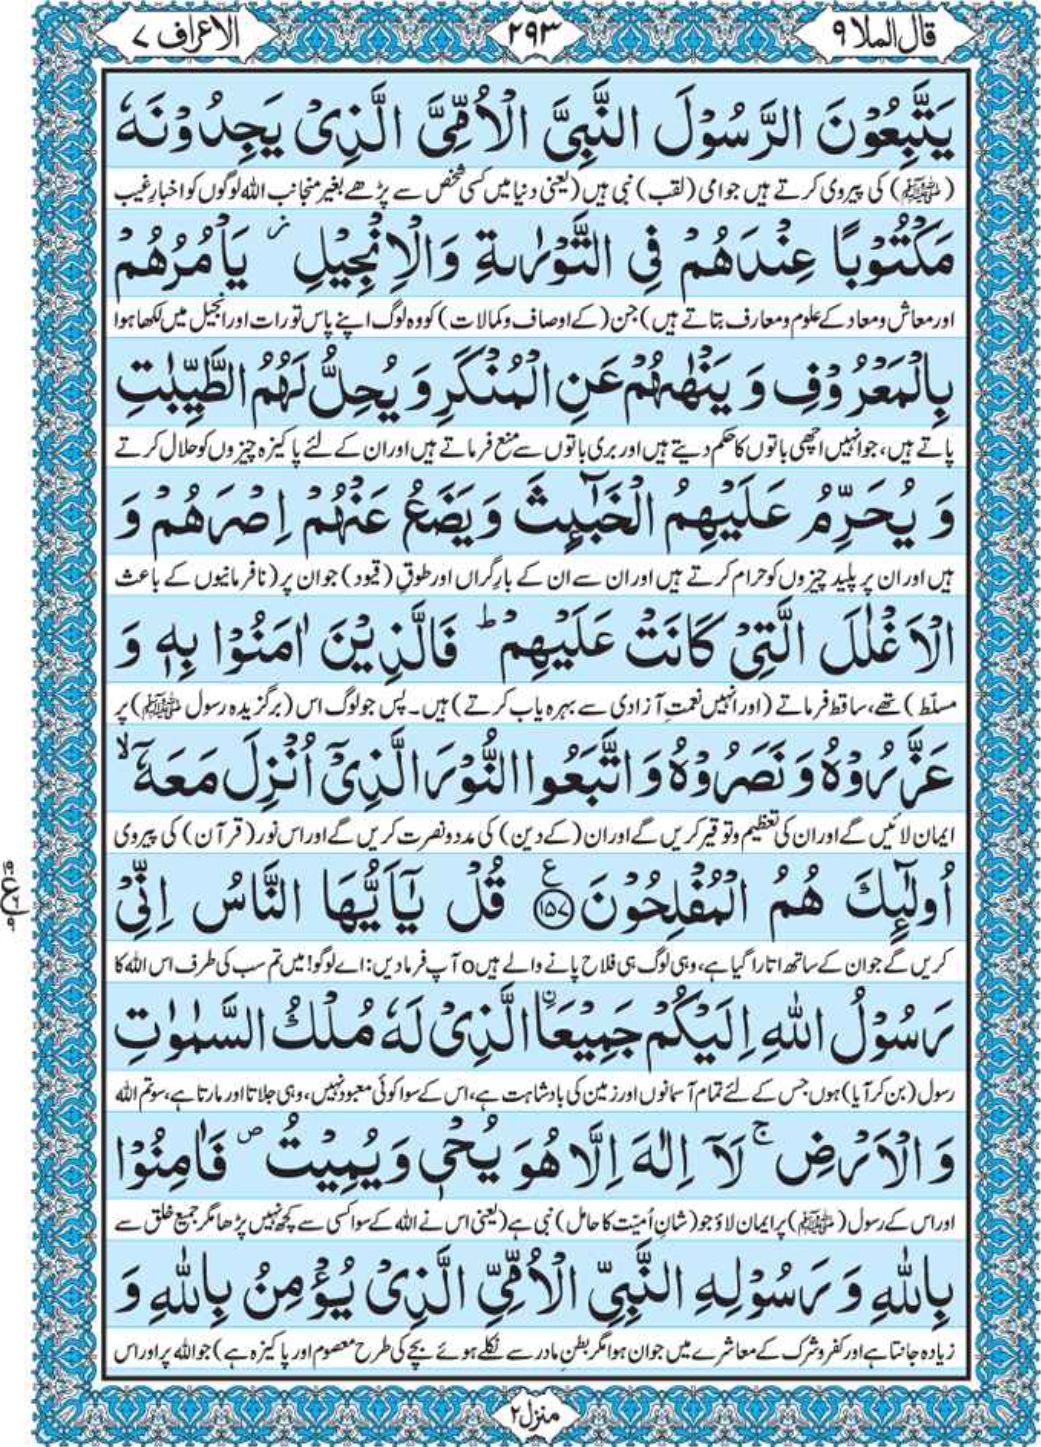 قال الملا ۹
۲۹۳
الاعراف ۷
يَتَّبِعُوْنَ الرَّسُوْلَ النَّبِيَّ الْاُمِّيَّ الَّذِيْ يَجِدُوْنَهٗ
(ﷺ) کی پیروی کرتے ہیں جو امی (لقب) نبی ہیں (یعنی دنیا میں کسی شخص سے پڑھے بغیر منجانب اللہ لوگوں کو اخبارِ غیب
مَكْتُوْبًا عِنْدَهُمْ فِي التَّوْرٰىةِ وَالْاِنْجِيْلِ ز يَاْمُرُهُمْ
اور معاش و معاد کے علوم و معارف بتاتے ہیں) جن (کے اوصاف و کمالات) کو وہ لوگ اپنے پاس تورات اور انجیل میں لکھا ہوا
بِالْمَعْرُوْفِ وَ يَنْهٰىهُمْ عَنِ الْمُنْكَرِ وَ يُحِلُّ لَهُمُ الطَّيِّبٰتِ
پاتے ہیں، جو انہیں اچھی باتوں کا حکم دیتے ہیں اور بری باتوں سے منع فرماتے ہیں اور ان کے لئے پاکیزہ چیزوں کو حلال کرتے
وَ يُحَرِّمُ عَلَيْهِمُ الْخَبٰٓىِٕثَ وَيَضَعُ عَنْهُمْ اِصْرَهُمْ وَ
ہیں اور ان پر پلید چیزوں کو حرام کرتے ہیں اور ان سے ان کے بارِگراں اور طوقِ (قیود) جو ان پر (نافرمانیوں کے باعث
الْاَغْلٰلَ الَّتِيْ كَانَتْ عَلَيْهِمْ ؕ فَالَّذِيْنَ اٰمَنُوْا بِهٖ وَ
مسلّط) تھے، ساقط فرماتے (اور انہیں نعمتِ آزادی سے بہرہ یاب کرتے) ہیں۔ پس جو لوگ اس (برگزیدہ رسول ﷺ) پر
عَزَّرُوْهُ وَ نَصَرُوْهُ وَ اتَّبَعُوا النُّوْرَ الَّذِيْۤ اُنْزِلَ مَعَهٗۤ ۙ
ایمان لائیں گے اور ان کی تعظیم و توقیر کریں گے اور ان (کے دین) کی مدد و نصرت کریں گے اور اس نور (قرآن) کی پیروی
اُولٰٓىِٕكَ هُمُ الْمُفْلِحُوْنَ ۧ ۱۵۷ قُلْ يٰۤاَيُّهَا النَّاسُ اِنِّيْ
کریں گے جو ان کے ساتھ اتارا گیا ہے، وہی لوگ ہی فلاح پانے والے ہیںo آپ فرما دیں: اے لوگو! میں تم سب کی طرف اس اللہ کا
رَسُوْلُ اللّٰهِ اِلَيْكُمْ جَمِيْعَاۨ الَّذِيْ لَهٗ مُلْكُ السَّمٰوٰتِ
رسول (بن کر آیا) ہوں جس کے لئے تمام آسمانوں اور زمین کی بادشاہت ہے، اس کے سوا کوئی معبود نہیں، وہی جلاتا اور مارتا ہے، سو تم اللہ
وَ الْاَرْضِ ۚ لَاۤ اِلٰهَ اِلَّا هُوَ يُحْيٖ وَ يُمِيْتُ ص فَاٰمِنُوْا
اور اس کے رسول (ﷺ) پر ایمان لاؤ جو (شانِ اُمیّت کا حامل) نبی ہے (یعنی اس نے اللہ کے سوا کسی سے کچھ نہیں پڑھا مگر جمیع خلق سے
بِاللّٰهِ وَ رَسُوْلِهِ النَّبِيِّ الْاُمِّيِّ الَّذِيْ يُؤْمِنُ بِاللّٰهِ وَ
زیادہ جانتا ہے اور کفر و شرک کے معاشرے میں جوان ہوا مگر بطنِ مادر سے نکلے ہوئے بچے کی طرح معصوم اور پاکیزہ ہے) جو اللہ پر اور اس
منزل ۲